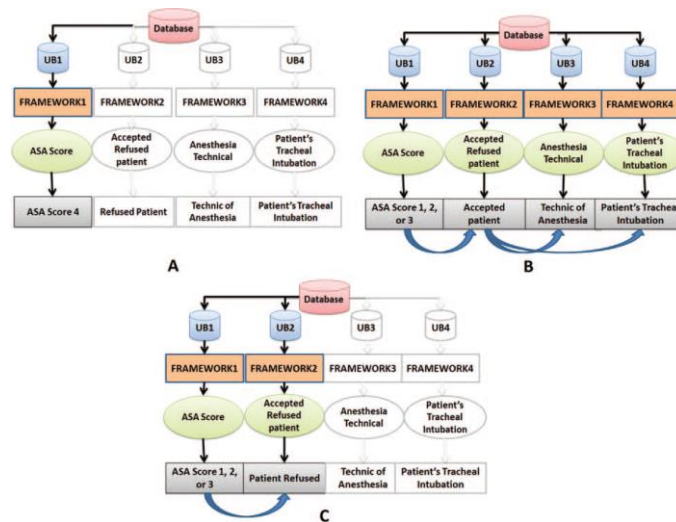 Database
UB1 UB2 UB3 UB4
FRAMEWORK1 FRAMEWORK2 FRAMEWORK3 FRAMEWORK4
ASA Score
Accepted
Refused
patient
Anesthesia
Technical
Patient's
Tracheal
Intubation
ASA Score 4
Refused Patient
Technic of
Anesthesia
Patient's Tracheal
Intubation
A
Database
UB1 UB2 UB3 UB4
FRAMEWORK1 FRAMEWORK2 FRAMEWORK3 FRAMEWORK4
ASA Score
Accepted
Refused
patient
Anesthesia
Technical
Patient's
Tracheal
Intubation
ASA Score 1, 2,
or 3
Accepted
patient
Technic of
Anesthesia
Patient's Tracheal
Intubation
B
Database
UB1 UB2 UB3 UB4
FRAMEWORK1 FRAMEWORK2 FRAMEWORK3 FRAMEWORK4
ASA Score
Accepted
Refused
patient
Anesthesia
Technical
Patient's
Tracheal
Intubation
ASA Score 1, 2,
or 3
Patient Refused
Technic of
Anesthesia
Patient's Tracheal
Intubation
C